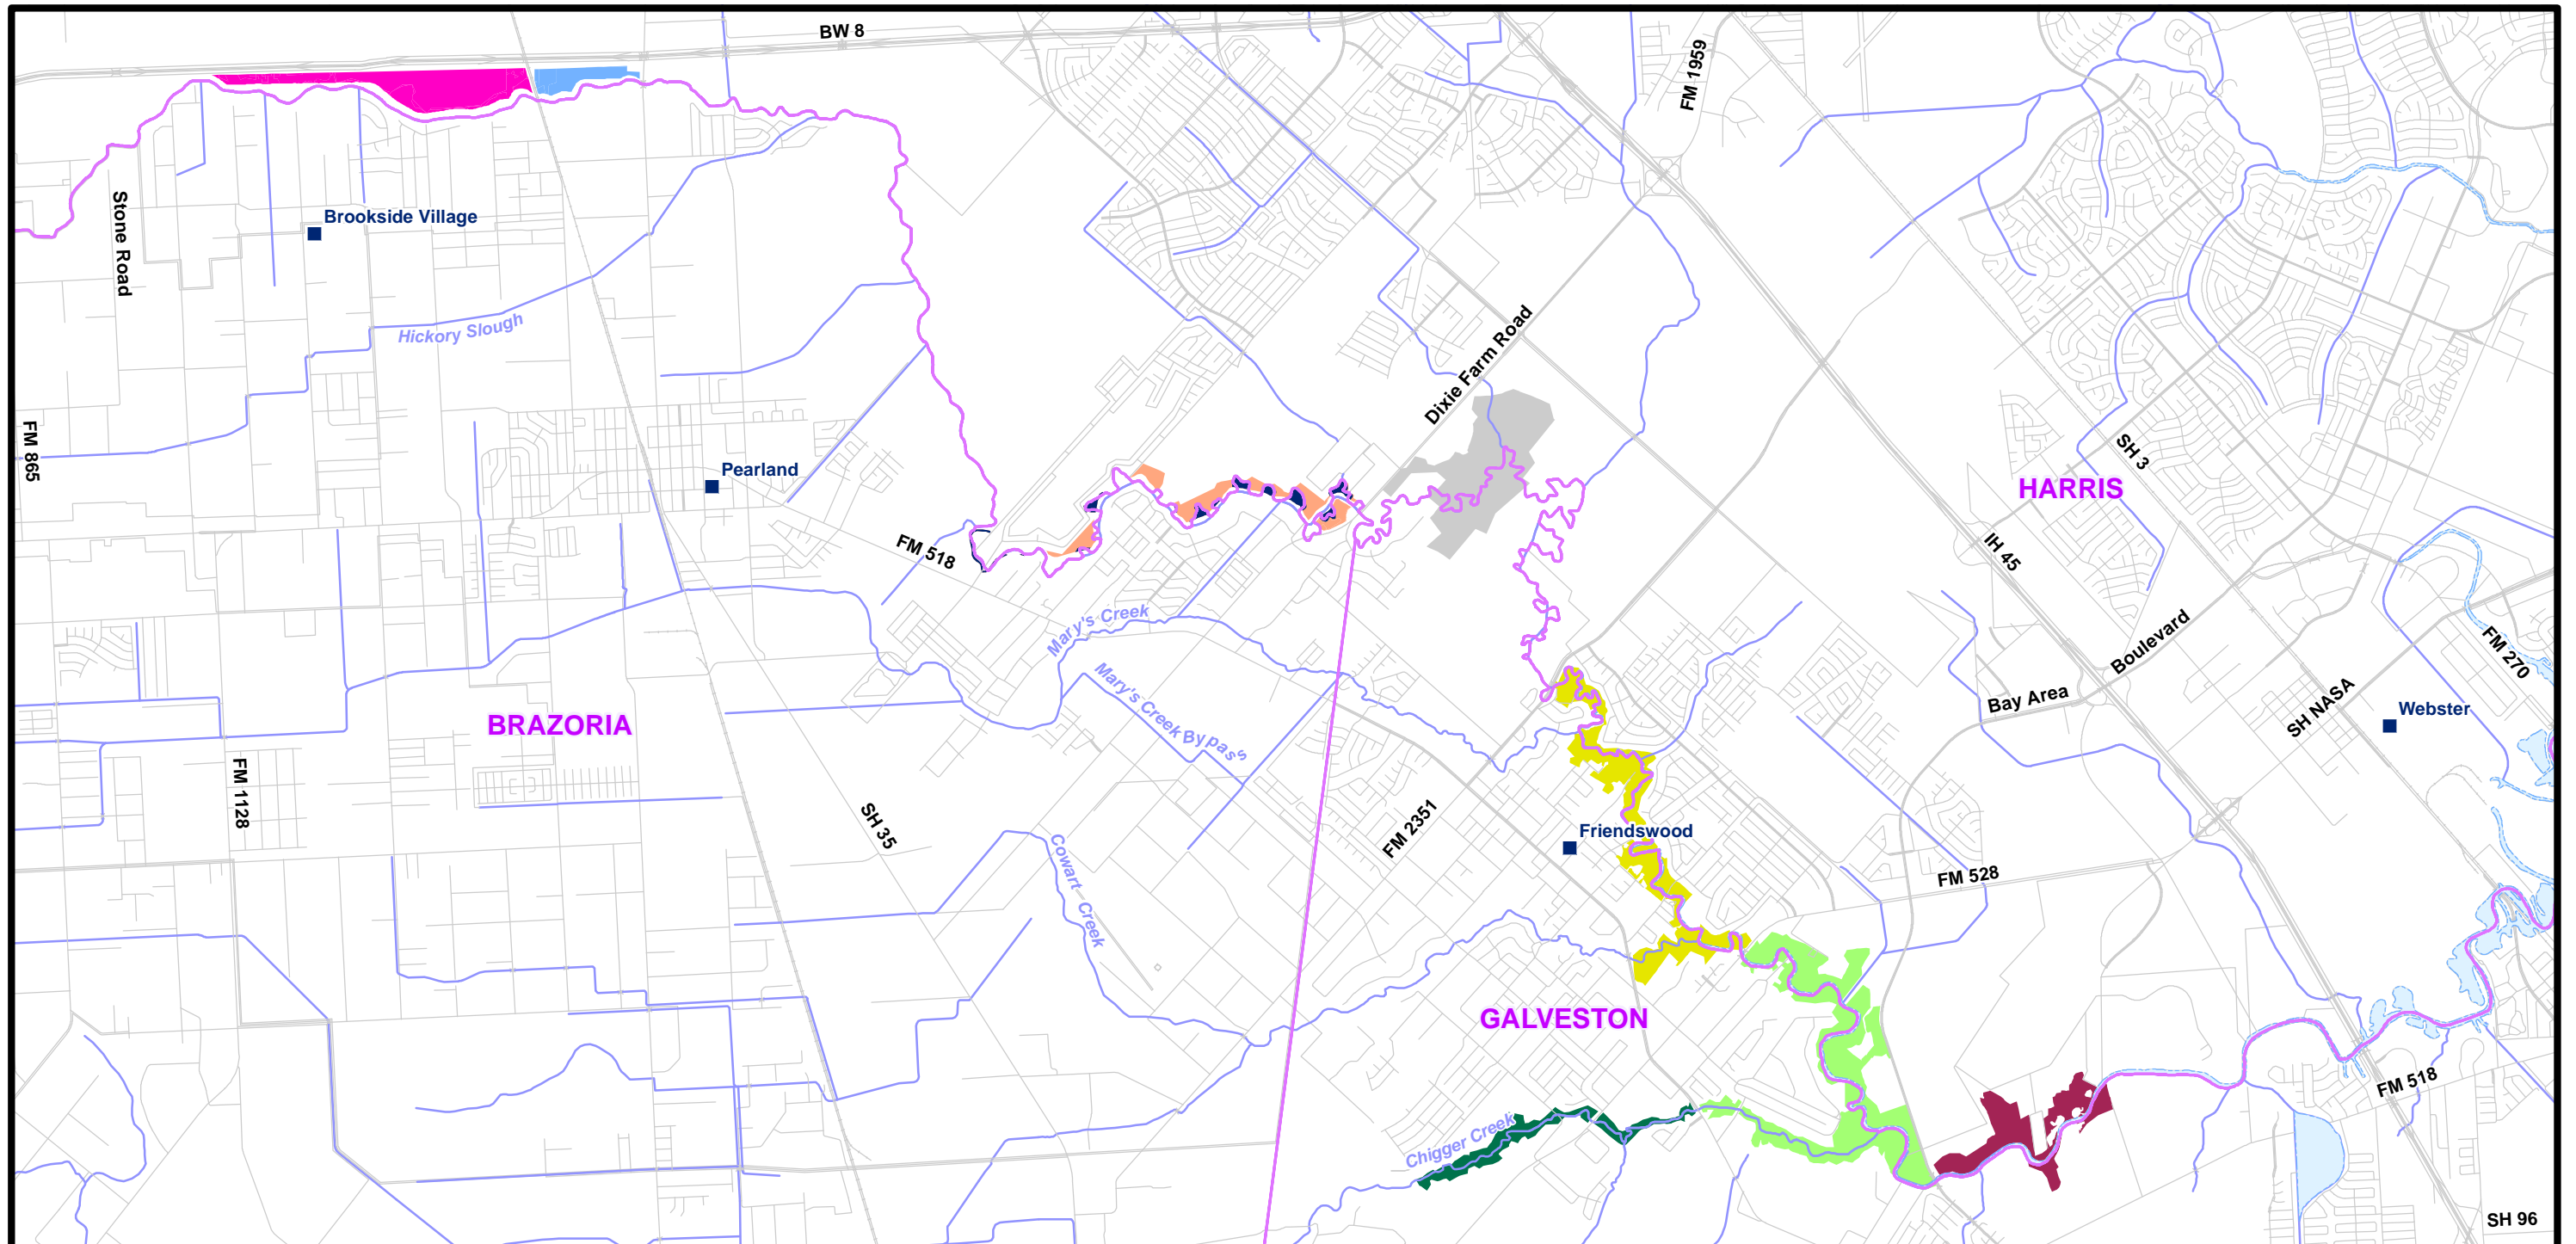 BW 8
FM 1959
Stone Road
Brookside Village
Hickory Slough
Dixie Farm Road
FM 865
Pearland
SH 3
HARRIS
FM 518
IH 45
Mary's Creek
Boulevard
FM 270
Mary's Creek Bypass
Bay Area
SH NASA
Webster
BRAZORIA
FM 1128
SH 35
FM 2351
Friendswood
Cowart Creek
FM 528
GALVESTON
FM 518
Chigger Creek
SH 96